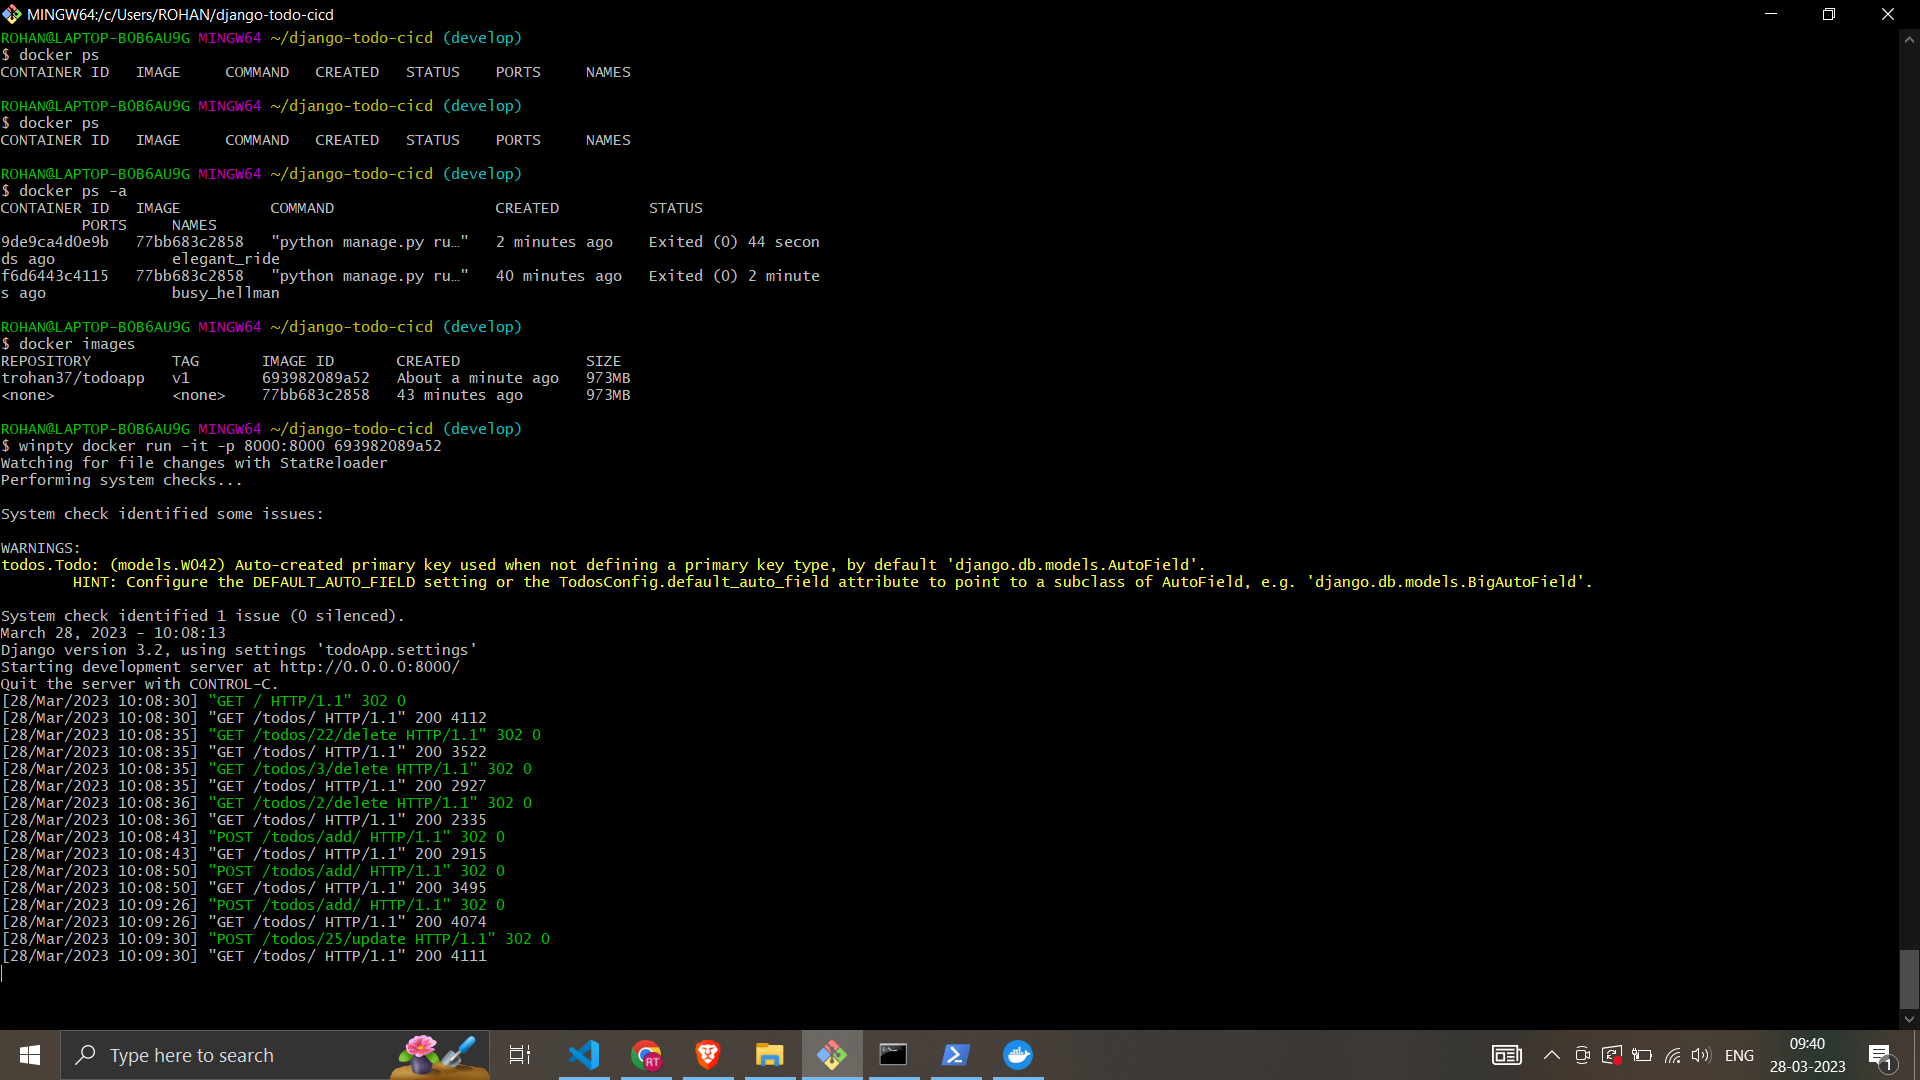 MINGW64:/c/Users/ROHAN/django-todo-cicd
ROHAN@LAPTOP-B0B6AU9G MINGW64 ~/django-todo-cicd (develop)
$ docker ps
CONTAINER ID   IMAGE     COMMAND   CREATED   STATUS    PORTS     NAMES
ROHAN@LAPTOP-B0B6AU9G MINGW64 ~/django-todo-cicd (develop)
$ docker ps
CONTAINER ID   IMAGE     COMMAND   CREATED   STATUS    PORTS     NAMES
ROHAN@LAPTOP-B0B6AU9G MINGW64 ~/django-todo-cicd (develop)
$ docker ps -a
CONTAINER ID   IMAGE          COMMAND                  CREATED          STATUS
         PORTS     NAMES
9de9ca4d0e9b   77bb683c2858   "python manage.py ru…"   2 minutes ago    Exited (0) 44 secon
ds ago             elegant_ride
f6d6443c4115   77bb683c2858   "python manage.py ru…"   40 minutes ago   Exited (0) 2 minute
s ago              busy_hellman
ROHAN@LAPTOP-B0B6AU9G MINGW64 ~/django-todo-cicd (develop)
$ docker images
REPOSITORY         TAG       IMAGE ID       CREATED              SIZE
trohan37/todoapp   v1        693982089a52   About a minute ago   973MB
<none>             <none>    77bb683c2858   43 minutes ago       973MB
ROHAN@LAPTOP-B0B6AU9G MINGW64 ~/django-todo-cicd (develop)
$ winpty docker run -it -p 8000:8000 693982089a52
Watching for file changes with StatReloader
Performing system checks...
System check identified some issues:
WARNINGS:
todos.Todo: (models.W042) Auto-created primary key used when not defining a primary key type, by default 'django.db.models.AutoField'.
        HINT: Configure the DEFAULT_AUTO_FIELD setting or the TodosConfig.default_auto_field attribute to point to a subclass of AutoField, e.g. 'django.db.models.BigAutoField'.
System check identified 1 issue (0 silenced).
March 28, 2023 - 10:08:13
Django version 3.2, using settings 'todoApp.settings'
Starting development server at http://0.0.0.0:8000/
Quit the server with CONTROL-C.
[28/Mar/2023 10:08:30] "GET / HTTP/1.1" 302 0
[28/Mar/2023 10:08:30] "GET /todos/ HTTP/1.1" 200 4112
[28/Mar/2023 10:08:35] "GET /todos/22/delete HTTP/1.1" 302 0
[28/Mar/2023 10:08:35] "GET /todos/ HTTP/1.1" 200 3522
[28/Mar/2023 10:08:35] "GET /todos/3/delete HTTP/1.1" 302 0
[28/Mar/2023 10:08:35] "GET /todos/ HTTP/1.1" 200 2927
[28/Mar/2023 10:08:36] "GET /todos/2/delete HTTP/1.1" 302 0
[28/Mar/2023 10:08:36] "GET /todos/ HTTP/1.1" 200 2335
[28/Mar/2023 10:08:43] "POST /todos/add/ HTTP/1.1" 302 0
[28/Mar/2023 10:08:43] "GET /todos/ HTTP/1.1" 200 2915
[28/Mar/2023 10:08:50] "POST /todos/add/ HTTP/1.1" 302 0
[28/Mar/2023 10:08:50] "GET /todos/ HTTP/1.1" 200 3495
[28/Mar/2023 10:09:26] "POST /todos/add/ HTTP/1.1" 302 0
[28/Mar/2023 10:09:26] "GET /todos/ HTTP/1.1" 200 4074
[28/Mar/2023 10:09:30] "POST /todos/25/update HTTP/1.1" 302 0
[28/Mar/2023 10:09:30] "GET /todos/ HTTP/1.1" 200 4111
Type here to search
RT
ENG
09:40
28-03-2023
1